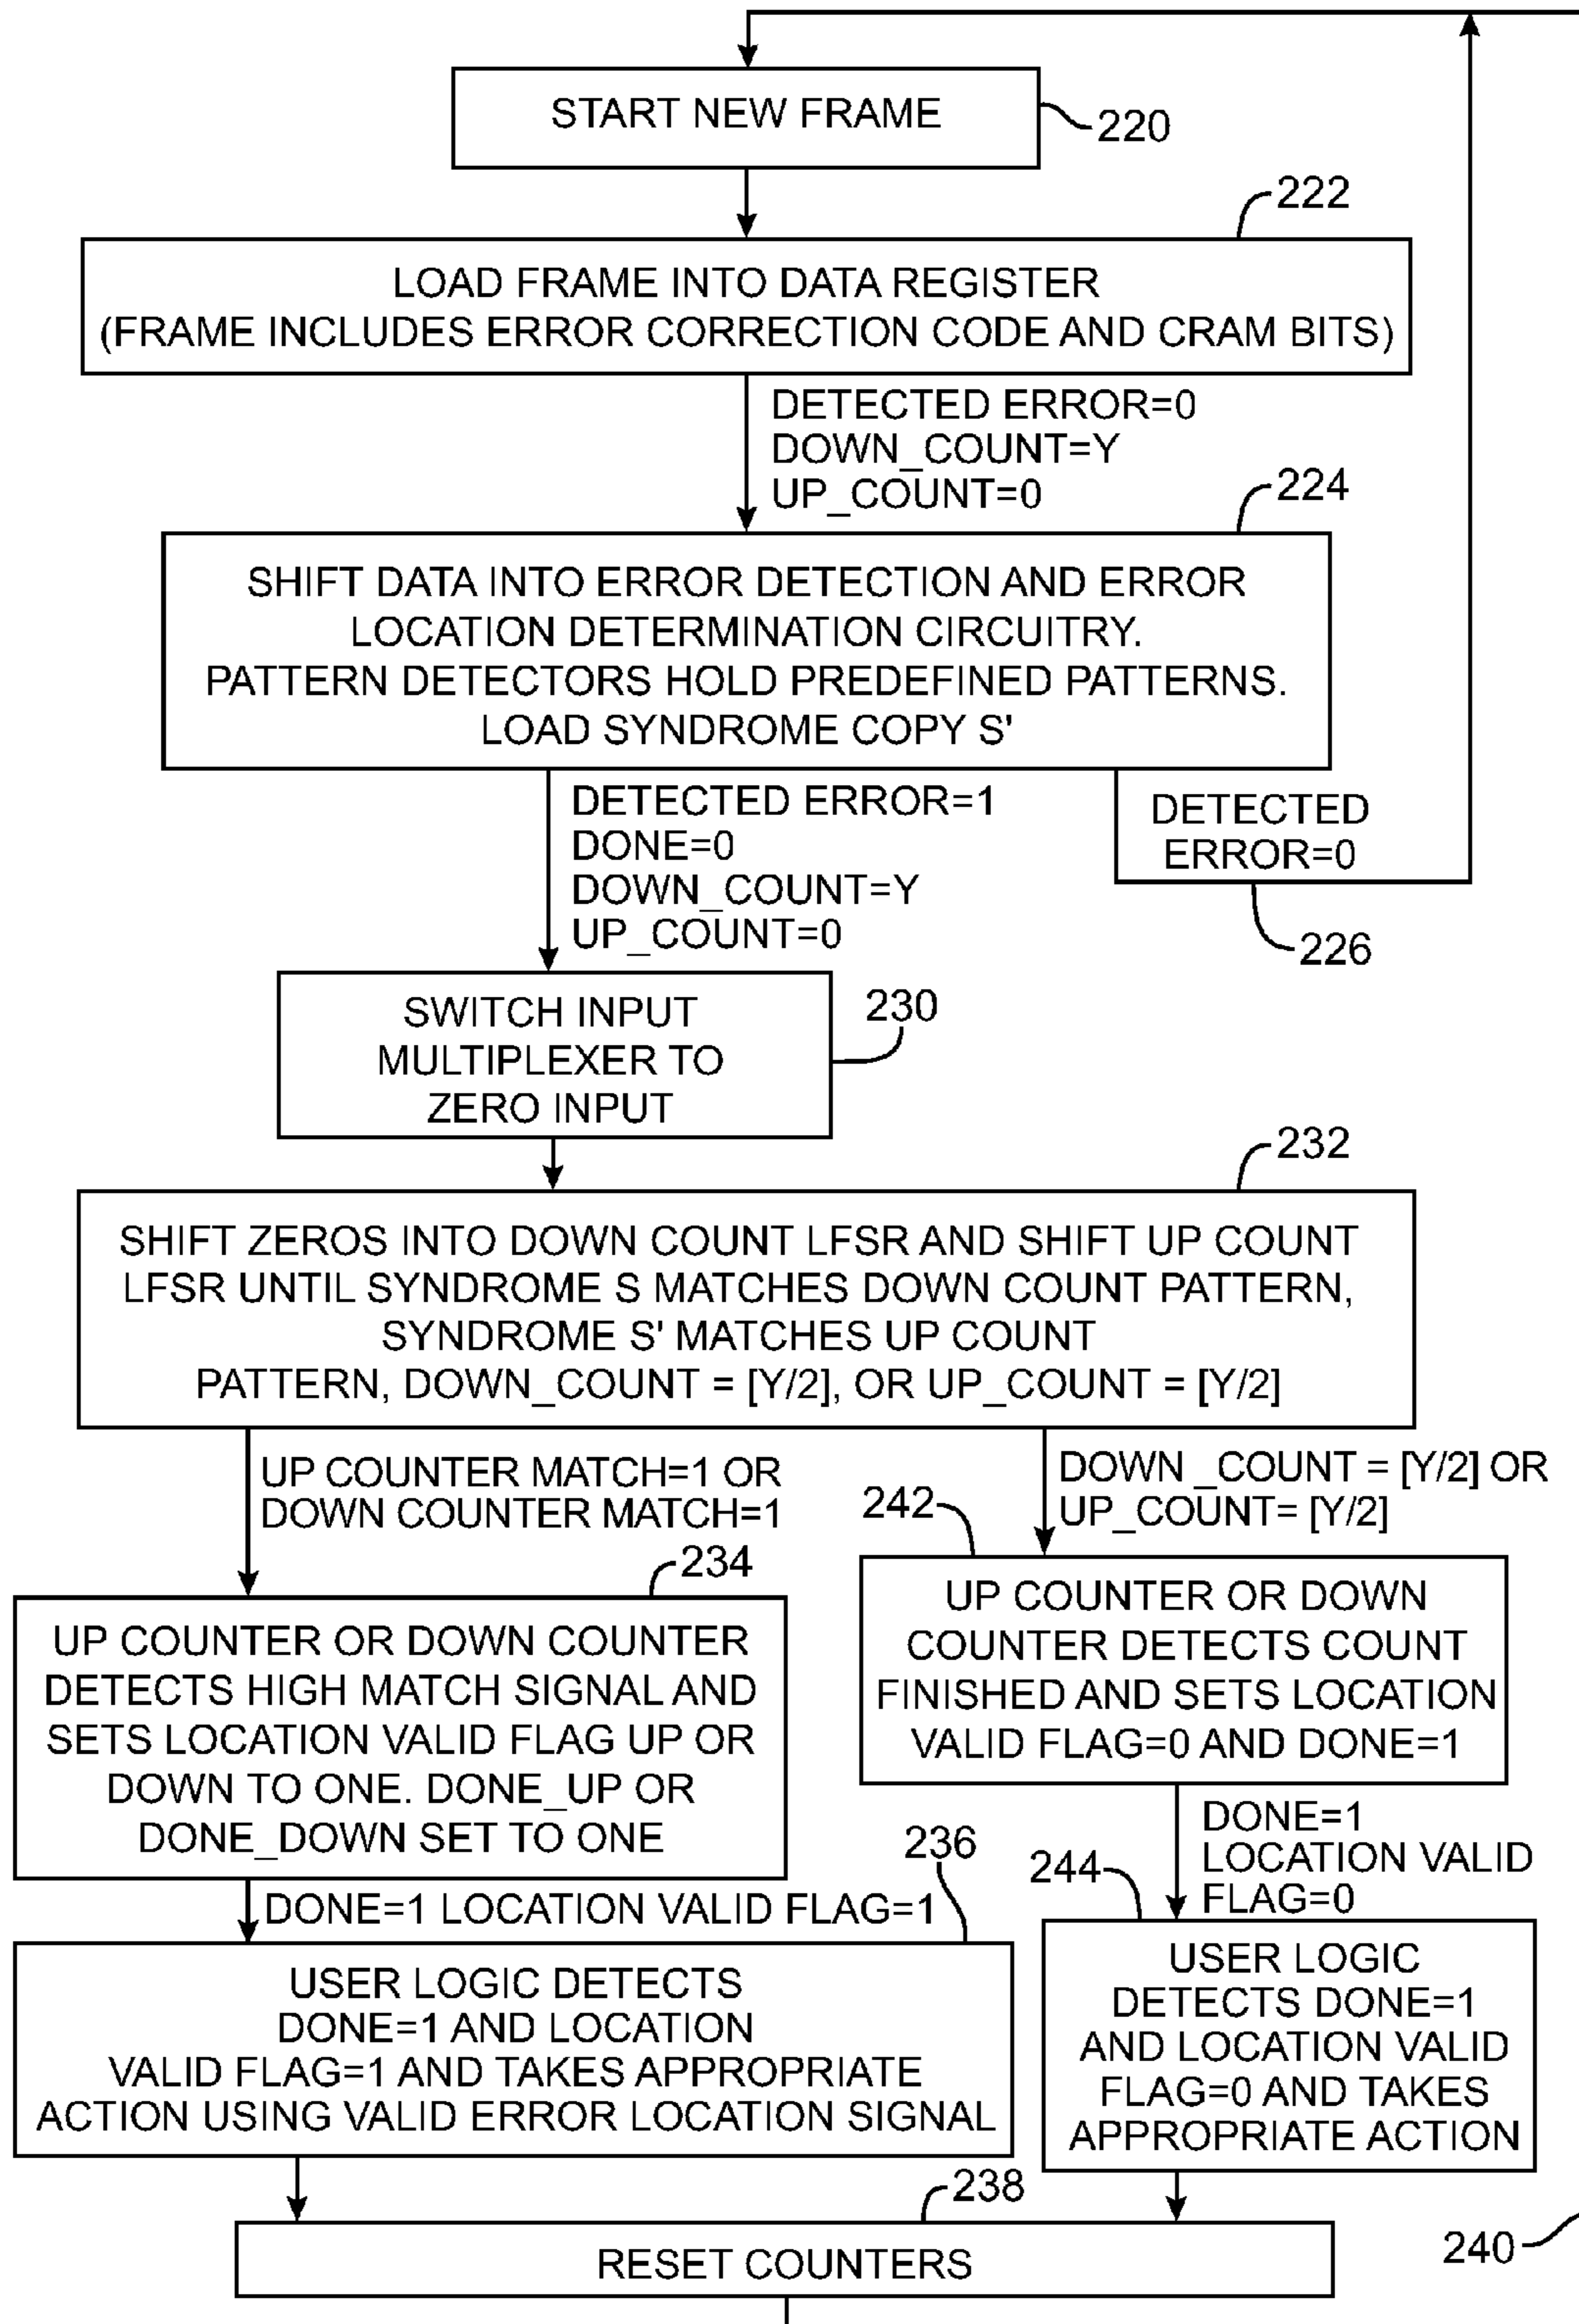 START NEW FRAME
220
222
LOAD FRAME INTO DATA REGISTER
(FRAME INCLUDES ERROR CORRECTION CODE AND CRAM BITS)
DETECTED ERROR=0
DOWN_COUNT=Y
UP_COUNT=0
224
SHIFT DATA INTO ERROR DETECTION AND ERROR
LOCATION DETERMINATION CIRCUITRY.
PATTERN DETECTORS HOLD PREDEFINED PATTERNS.
LOAD SYNDROME COPY S'
DETECTED ERROR=1
DONE=0
DOWN_COUNT=Y
UP_COUNT=0
DETECTED
ERROR=0
226
SWITCH INPUT
MULTIPLEXER TO
ZERO INPUT
230
232
SHIFT ZEROS INTO DOWN COUNT LFSR AND SHIFT UP COUNT
LFSR UNTIL SYNDROME S MATCHES DOWN COUNT PATTERN,
SYNDROME S' MATCHES UP COUNT
PATTERN, DOWN_COUNT = [Y/2], OR UP_COUNT = [Y/2]
UP COUNTER MATCH=1 OR
DOWN COUNTER MATCH=1
DOWN _COUNT = [Y/2] OR
UP_COUNT= [Y/2]
234
UP COUNTER OR DOWN COUNTER
DETECTS HIGH MATCH SIGNAL AND
SETS LOCATION VALID FLAG UP OR
DOWN TO ONE. DONE_UP OR
DONE_DOWN SET TO ONE
242
UP COUNTER OR DOWN
COUNTER DETECTS COUNT
FINISHED AND SETS LOCATION
VALID FLAG=0 AND DONE=1
DONE=1 LOCATION VALID FLAG=1
236
DONE=1
LOCATION VALID
FLAG=0
244
USER LOGIC DETECTS
DONE=1 AND LOCATION
VALID FLAG=1 AND TAKES APPROPRIATE
ACTION USING VALID ERROR LOCATION SIGNAL
USER LOGIC
DETECTS DONE=1
AND LOCATION VALID
FLAG=0 AND TAKES
APPROPRIATE ACTION
238
RESET COUNTERS
240